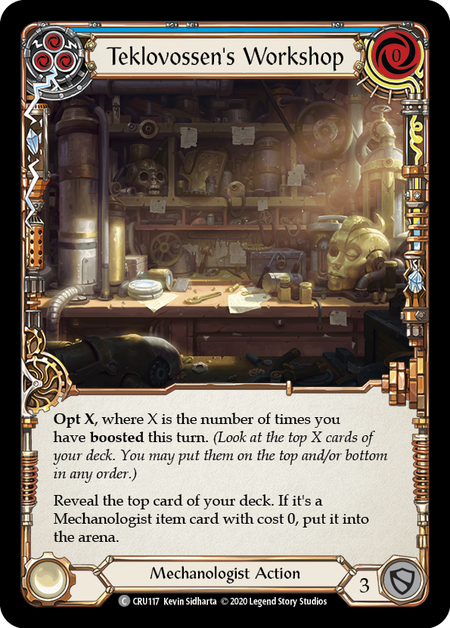 Teklovossen's Workshop
0
Opt X, where X is the number of times you
have boosted this turn. (Look at the top X cards of
your deck. You may put them on the top and/or bottom
in any order.)
Reveal the top card of your deck. If it's a
Mechanologist item card with cost 0, put it into
the arena.
Mechanologist Action
3
C CRU117 Kevin Sidharta © 2020 Legend Story Studios